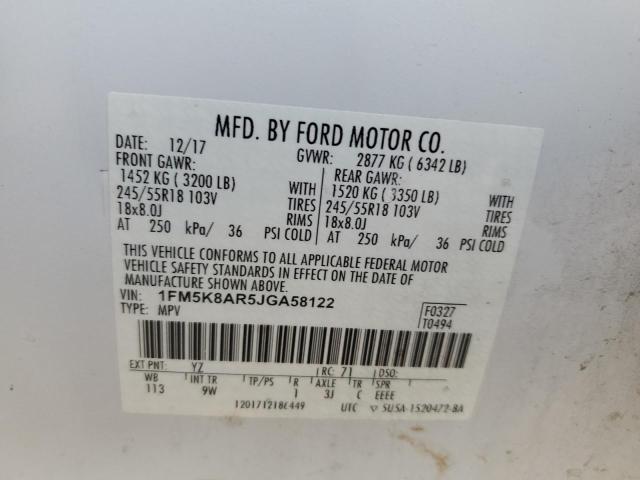 MFD. BY FORD MOTOR CO.
DATE: 12/17 GVWR: 2877 KG ( 6342 LB)
FRONT GAWR: REAR GAWR:
1452 KG ( 3200 LB) WITH 1520 KG ( 3350 LB) WITH
245/55R18 103V TIRES 245/55R18 103V TIRES
18x8.0J RIMS 18x8.0J RIMS
AT 250 kPa/ 36 PSI COLD AT 250 kPa/ 36 PSI COLD
THIS VEHICLE CONFORMS TO ALL APPLICABLE FEDERAL MOTOR
VEHICLE SAFETY STANDARDS IN EFFECT ON THE DATE OF
MANUFACTURE SHOWN ABOVE.
VIN: 1FM5K8AR5JGA58122
TYPE: MPV
F0327
T0494
EXT PNT: YZ RC: 71 DSO:
WB INT TR TP/PS R AXLE TR SPR
113 9W 1 3J C EEEE
UTC ▽ 5USA-1520472-BA